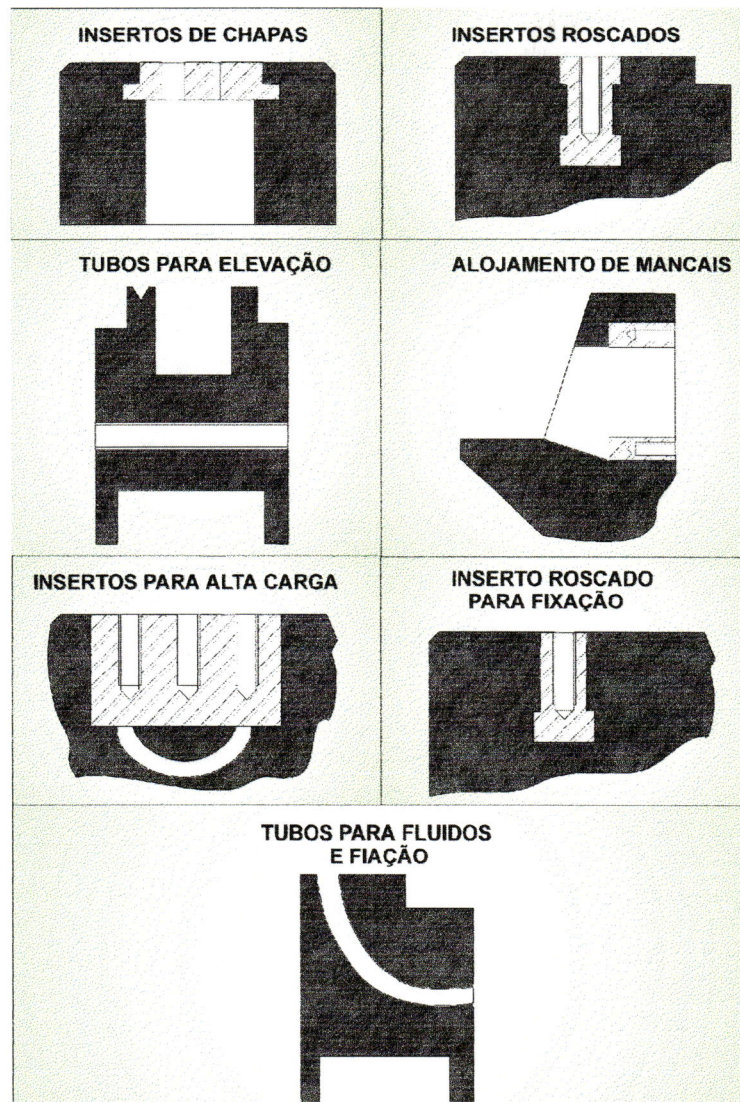 INSERTOS DE CHAPAS
INSERTOS ROSCADOS
TUBOS PARA ELEVAÇÃO
ALOJAMENTO DE MANCAIS
INSERTOS PARA ALTA CARGA
INSERTO ROSCADO
PARA FIXAÇÃO
TUBOS PARA FLUIDOS
E FIAÇÃO